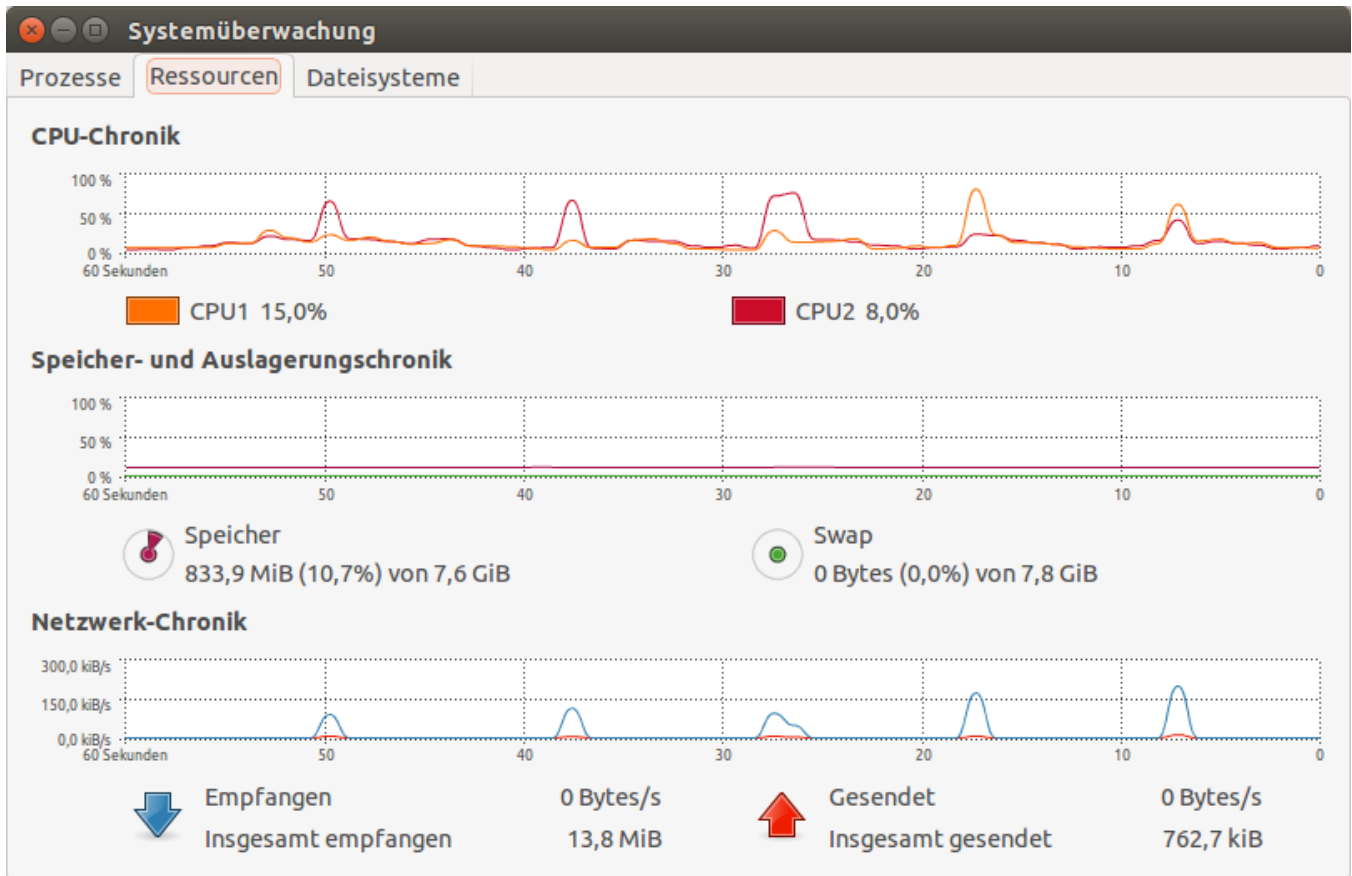 Systemüberwachung
Prozesse Ressourcen Dateisysteme
CPU-Chronik
100 %
50 %
0 %
60 Sekunden 50 40 30 20 10 0
CPU1 15,0% CPU2 8,0%
Speicher- und Auslagerungschronik
100 %
50 %
0 %
60 Sekunden 50 40 30 20 10 0
Speicher Swap
833,9 MiB (10,7%) von 7,6 GiB 0 Bytes (0,0%) von 7,8 GiB
Netzwerk-Chronik
300,0 kiB/s
150,0 kiB/s
0,0 kiB/s
60 Sekunden 50 40 30 20 10 0
Empfangen 0 Bytes/s Gesendet 0 Bytes/s
Insgesamt empfangen 13,8 MiB Insgesamt gesendet 762,7 kiB